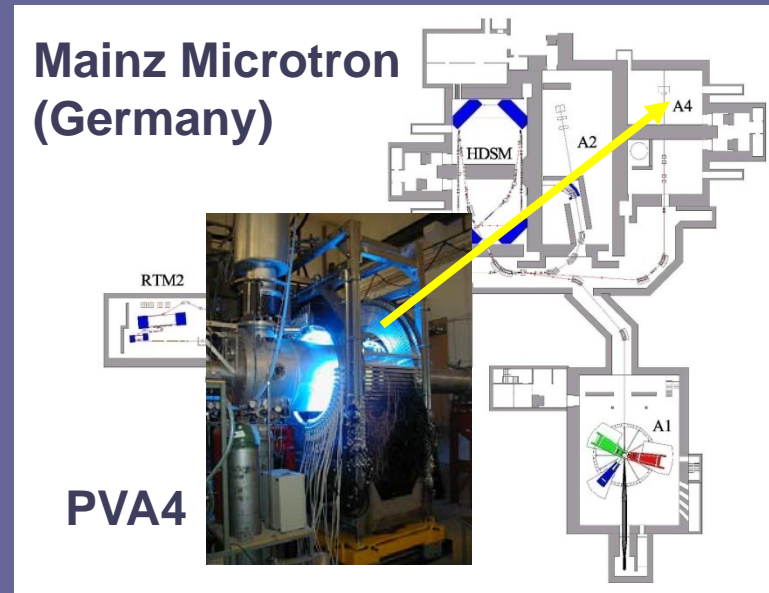 Mainz Microtron
(Germany)
A4
A2
HDSM
RTM2
A1
PVA4